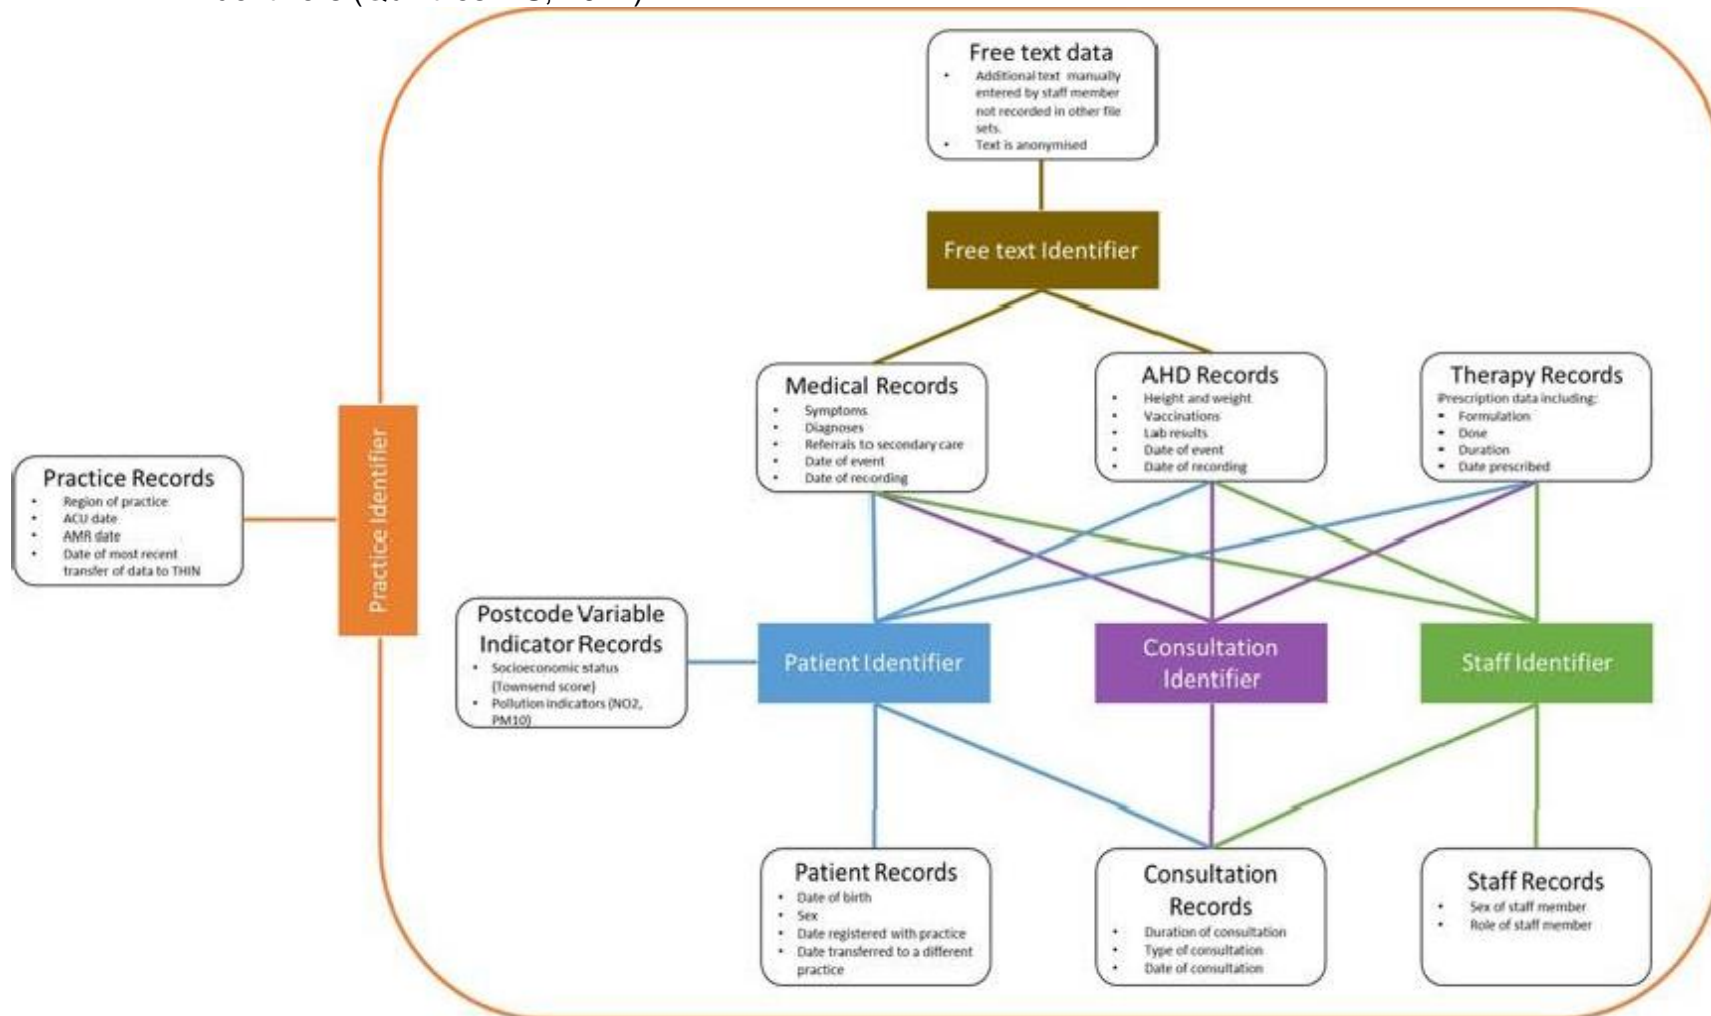 Free text data
• Additional text manually
entered by staff member
not recorded in other file
sets.
• Text is anonymised
Free text Identifier
Medical Records
• Symptoms
• Diagnoses
• Referrals to secondary care
• Date of event
• Date of recording
AHD Records
• Height and weight
• Vaccinations
• Lab results
• Date of event
• Date of recording
Therapy Records
Prescription data including:
• Formulation
• Dose
• Duration
• Date prescribed
Practice Identifier
Practice Records
• Region of practice
• ACU date
• AMR date
• Date of most recent
transfer of data to THIN
Postcode Variable
Indicator Records
• Socioeconomic status
(Townsend score)
• Pollution indicators (NO2,
PM10)
Patient Identifier
Consultation
Identifier
Staff Identifier
Patient Records
• Date of birth
• Sex
• Date registered with practice
• Date transferred to a different
practice
Consultation
Records
• Duration of consultation
• Type of consultation
• Date of consultation
Staff Records
• Sex of staff member
• Role of staff member